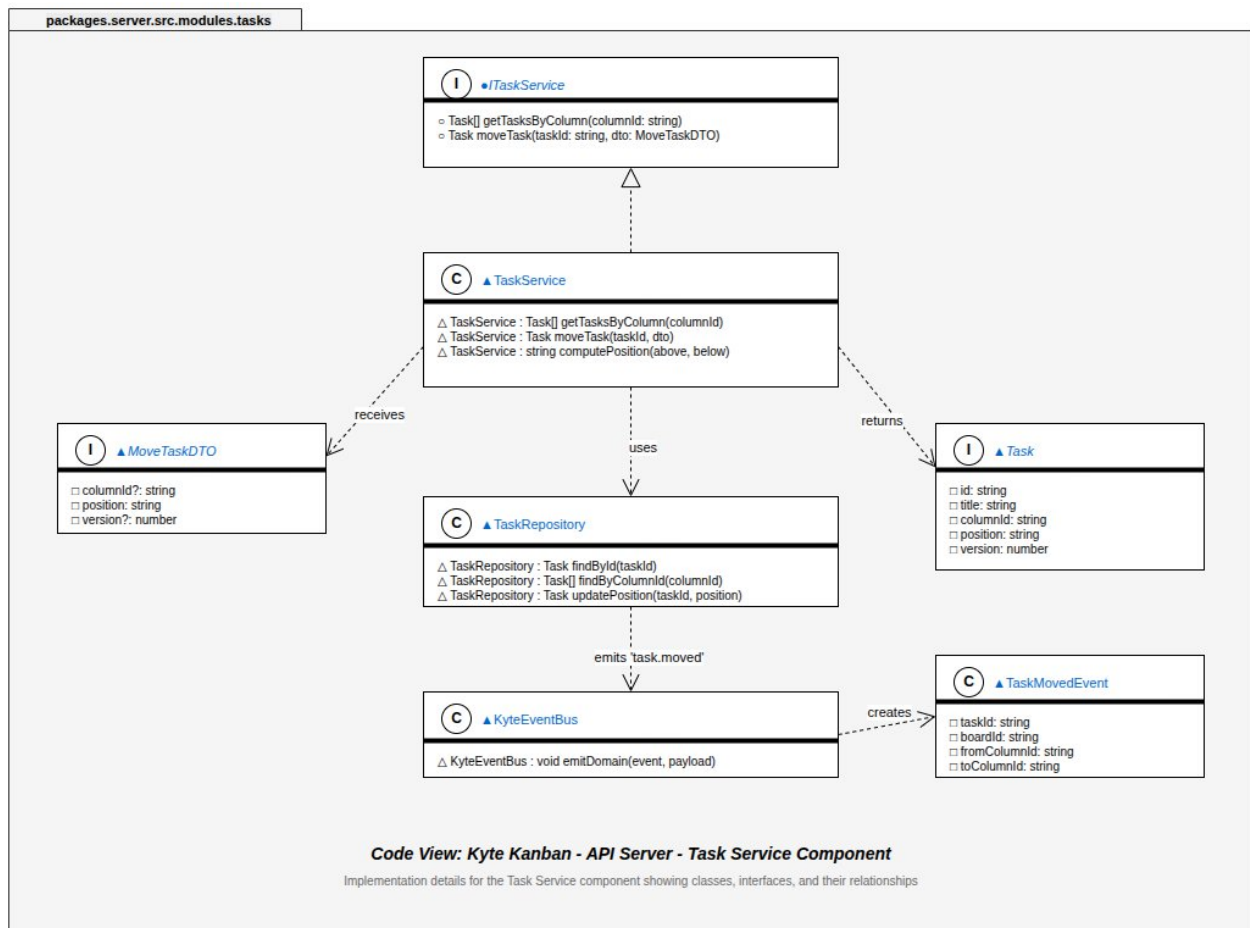 packages.server.src.modules.tasks
I ●ITaskService
○ Task[] getTasksByColumn(columnId: string)
○ Task moveTask(taskId: string, dto: MoveTaskDTO)
C ▲TaskService
△ TaskService : Task[] getTasksByColumn(columnId)
△ TaskService : Task moveTask(taskId, dto)
△ TaskService : string computePosition(above, below)
receives
uses
returns
I ▲MoveTaskDTO
□ columnId?: string
□ position: string
□ version?: number
I ▲Task
□ id: string
□ title: string
□ columnId: string
□ position: string
□ version: number
C ▲TaskRepository
△ TaskRepository : Task findById(taskId)
△ TaskRepository : Task[] findByColumnId(columnId)
△ TaskRepository : Task updatePosition(taskId, position)
emits 'task.moved'
C ▲KyteEventBus
△ KyteEventBus : void emitDomain(event, payload)
creates
C ▲TaskMovedEvent
□ taskId: string
□ boardId: string
□ fromColumnId: string
□ toColumnId: string
Code View: Kyte Kanban - API Server - Task Service Component
Implementation details for the Task Service component showing classes, interfaces, and their relationships